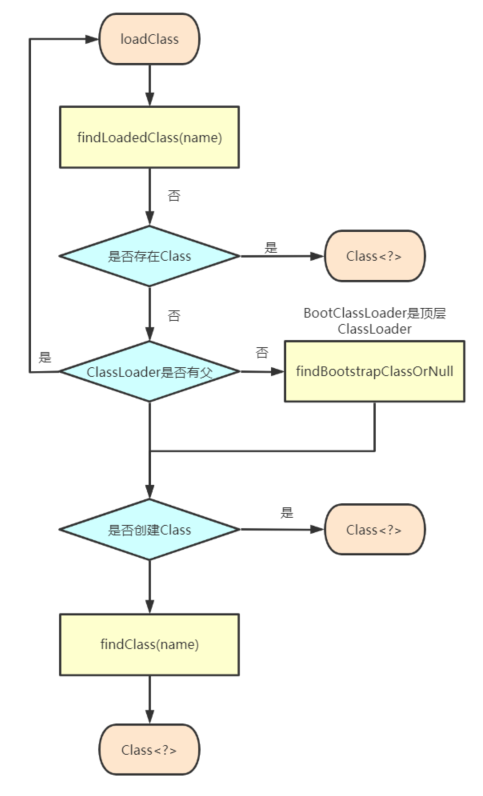 loadClass
findLoadedClass(name)
否
是否存在Class
是
Class<?>
否
BootClassLoader是顶层
ClassLoader
是
ClassLoader是否有父
否
findBootstrapClassOrNull
是否创建Class
是
Class<?>
findClass(name)
Class<?>